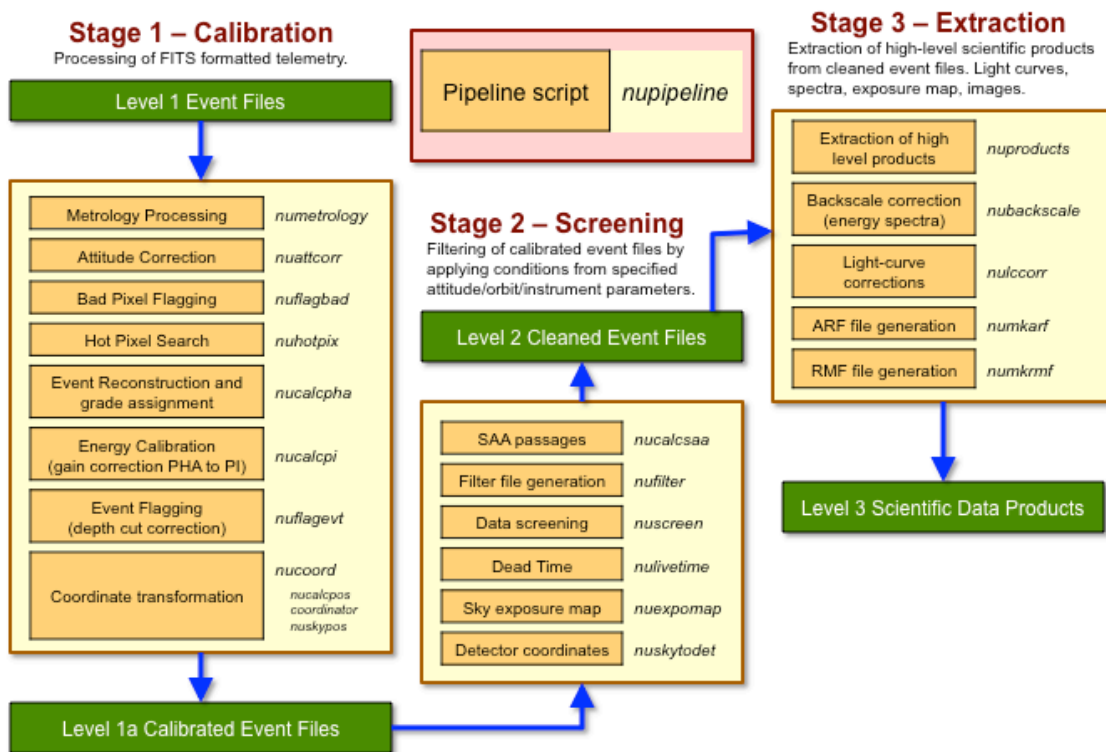 Stage 1 – Calibration
Processing of FITS formatted telemetry.
Level 1 Event Files
Metrology Processing numetrology
Attitude Correction nuattcorr
Bad Pixel Flagging nuflagbad
Hot Pixel Search nuhotpix
Event Reconstruction and
grade assignment
nucalcpha
Energy Calibration
(gain correction PHA to PI)
nucalcpi
Event Flagging
(depth cut correction)
nuflagevt
Coordinate transformation
nucoord
nucalcpos
coordinator
nuskypos
Level 1a Calibrated Event Files
Pipeline script nupipeline
Stage 2 – Screening
Filtering of calibrated event files by
applying conditions from specified
attitude/orbit/instrument parameters.
Level 2 Cleaned Event Files
SAA passages nucalcsaa
Filter file generation nufilter
Data screening nuscreen
Dead Time nulivetime
Sky exposure map nuexpomap
Detector coordinates nuskytodet
Stage 3 – Extraction
Extraction of high-level scientific products
from cleaned event files. Light curves,
spectra, exposure map, images.
Extraction of high
level products
nuproducts
Backscale correction
(energy spectra)
nubackscale
Light-curve
corrections
nulccorr
ARF file generation numkarf
RMF file generation numkrmf
Level 3 Scientific Data Products